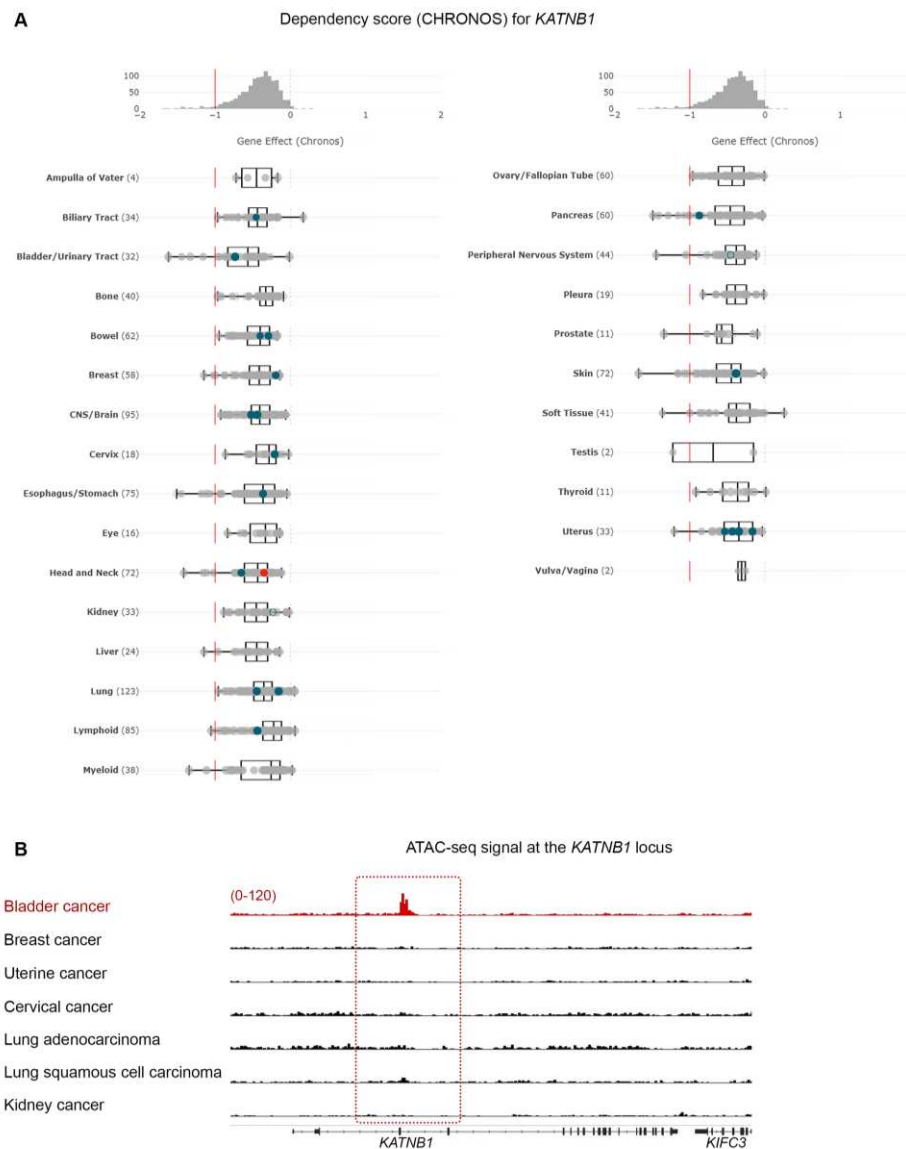 A
Dependency score (CHRONOS) for KATNB1
100
50
0
−2
−1
0
1
2
Gene Effect (Chronos)
Ampulla of Vater (4)
Biliary Tract (34)
Bladder/Urinary Tract (32)
Bone (40)
Bowel (62)
Breast (58)
CNS/Brain (95)
Cervix (18)
Esophagus/Stomach (75)
Eye (16)
Head and Neck (72)
Kidney (33)
Liver (24)
Lung (123)
Lymphoid (85)
Myeloid (38)
100
50
0
−2
−1
0
1
Gene Effect (Chronos)
Ovary/Fallopian Tube (60)
Pancreas (60)
Peripheral Nervous System (44)
Pleura (19)
Prostate (11)
Skin (72)
Soft Tissue (41)
Testis (2)
Thyroid (11)
Uterus (33)
Vulva/Vagina (2)
B
ATAC-seq signal at the KATNB1 locus
(0-120)
Bladder cancer
Breast cancer
Uterine cancer
Cervical cancer
Lung adenocarcinoma
Lung squamous cell carcinoma
Kidney cancer
KATNB1 KIFC3